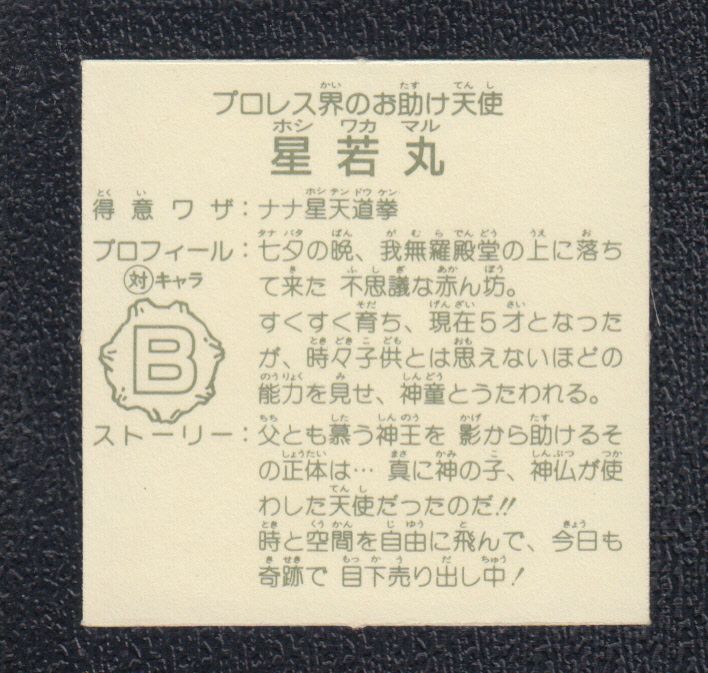 プロレス界のお助け天使
星若丸
得意ワザ：ナナ星天道拳
プロフィール：七夕の晩、我無羅殿堂の上に落ち
て来た 不思議な赤ん坊。
すくすく育ち、現在5才となった
が、時々子供とは思えないほどの
能力を見せ、神童とうたわれる。
対キャラ
B
ストーリー：父とも慕う神王を 影から助けるそ
の正体は… 真に神の子、神仏が使
わした天使だったのだ!!
時と空間を自由に飛んで、今日も
奇跡で 目下売り出し中!